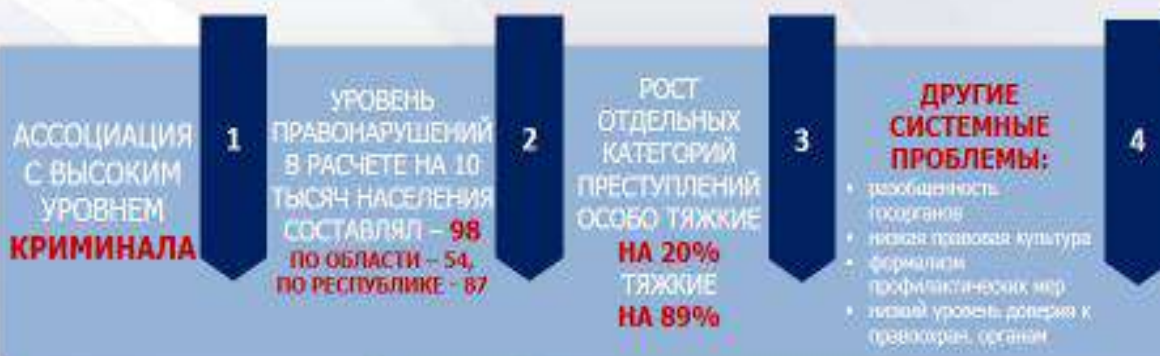 АССОЦИАЦИЯ
С ВЫСОКИМ
УРОВНЕМ
КРИМИНАЛА
1
УРОВЕНЬ
ПРАВОНАРУШЕНИЙ
В РАСЧЕТЕ НА 10
ТЫСЯЧ НАСЕЛЕНИЯ
СОСТАВЛЯЛ – 98
ПО ОБЛАСТИ – 54,
ПО РЕСПУБЛИКЕ - 87
2
РОСТ
ОТДЕЛЬНЫХ
КАТЕГОРИЙ
ПРЕСТУПЛЕНИЙ
ОСОБО ТЯЖКИЕ
НА 20%
ТЯЖКИЕ
НА 89%
3
ДРУГИЕ
СИСТЕМНЫЕ
ПРОБЛЕМЫ:
• разобщенность
госорганов
• низкая правовая культура
• формализм
профилактических мер
• низкий уровень доверия к
правоохран. органам
4